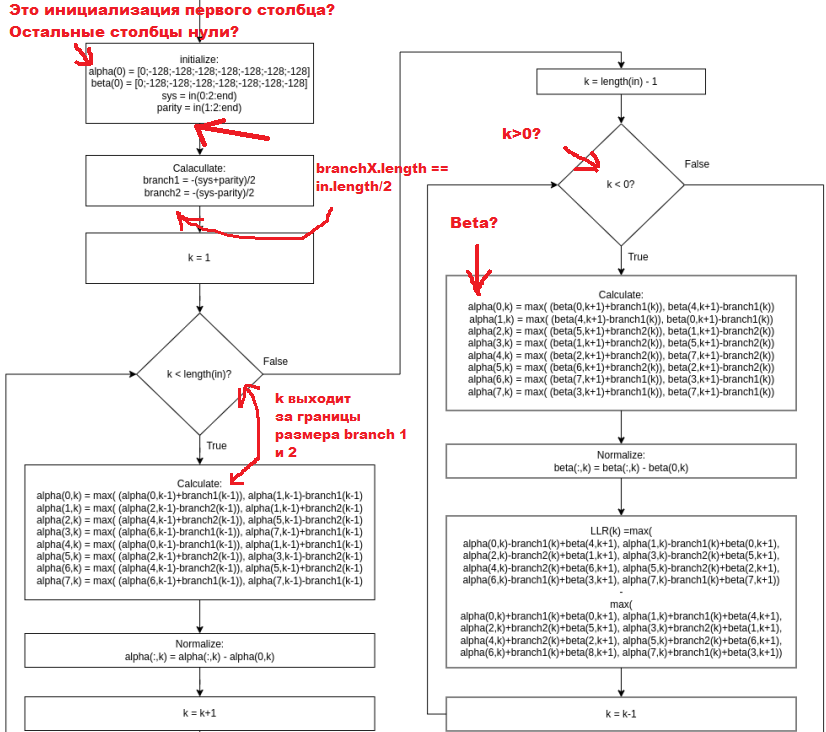 Это инициализация первого столбца?
Остальные столбцы нули?
initialize:
alpha(0) = [0;-128;-128;-128;-128;-128;-128;-128]
beta(0) = [0;-128;-128;-128;-128;-128;-128;-128]
sys = in(0:2:end)
parity = in(1:2:end)
Calacullate:
branch1 = -(sys+parity)/2
branch2 = -(sys-parity)/2
branchX.length ==
in.length/2
k = 1
k < length(in)?
False
True
k выходит
за границы
размера branch 1
и 2
Calculate:
alpha(0,k) = max( (alpha(0,k-1)+branch1(k-1)), alpha(1,k-1)-branch1(k-1)
alpha(1,k) = max( (alpha(2,k-1)-branch2(k-1)), alpha(1,k-1)+branch2(k-1)
alpha(2,k) = max( (alpha(4,k-1)+branch2(k-1)), alpha(5,k-1)-branch2(k-1)
alpha(3,k) = max( (alpha(6,k-1)-branch1(k-1)), alpha(7,k-1)+branch1(k-1)
alpha(4,k) = max( (alpha(0,k-1)-branch1(k-1)), alpha(1,k-1)+branch1(k-1)
alpha(5,k) = max( (alpha(2,k-1)+branch2(k-1)), alpha(3,k-1)-branch2(k-1)
alpha(6,k) = max( (alpha(4,k-1)-branch2(k-1)), alpha(5,k-1)+branch2(k-1)
alpha(7,k) = max( (alpha(6,k-1)+branch1(k-1)), alpha(7,k-1)-branch1(k-1)
Normalize:
alpha(:,k) = alpha(:,k) - alpha(0,k)
k = k+1
k = length(in) - 1
k>0?
k < 0?
False
True
Beta?
Calculate:
alpha(0,k) = max( (beta(0,k+1)+branch1(k)), beta(4,k+1)-branch1(k))
alpha(1,k) = max( (beta(4,k+1)-branch1(k)), beta(0,k+1)-branch1(k))
alpha(2,k) = max( (beta(5,k+1)+branch2(k)), beta(1,k+1)-branch2(k))
alpha(3,k) = max( (beta(1,k+1)+branch2(k)), beta(5,k+1)-branch2(k))
alpha(4,k) = max( (beta(2,k+1)+branch2(k)), beta(7,k+1)-branch2(k))
alpha(5,k) = max( (beta(6,k+1)+branch2(k)), beta(2,k+1)-branch2(k))
alpha(6,k) = max( (beta(7,k+1)+branch1(k)), beta(3,k+1)-branch1(k))
alpha(7,k) = max( (beta(3,k+1)+branch1(k)), beta(7,k+1)-branch1(k))
Normalize:
beta(:,k) = beta(:,k) - beta(0,k)
LLR(k) =max(
alpha(0,k)-branch1(k)+beta(4,k+1), alpha(1,k)-branch1(k)+beta(0,k+1),
alpha(2,k)-branch2(k)+beta(1,k+1), alpha(3,k)-branch2(k)+beta(5,k+1),
alpha(4,k)-branch2(k)+beta(6,k+1), alpha(5,k)-branch2(k)+beta(2,k+1),
alpha(6,k)-branch1(k)+beta(3,k+1), alpha(7,k)-branch1(k)+beta(7,k+1))
-
max(
alpha(0,k)+branch1(k)+beta(0,k+1), alpha(1,k)+branch1(k)+beta(4,k+1),
alpha(2,k)+branch2(k)+beta(5,k+1), alpha(3,k)+branch2(k)+beta(1,k+1),
alpha(4,k)+branch2(k)+beta(2,k+1), alpha(5,k)+branch2(k)+beta(6,k+1),
alpha(6,k)+branch1(k)+beta(8,k+1), alpha(7,k)+branch1(k)+beta(3,k+1))
k = k-1